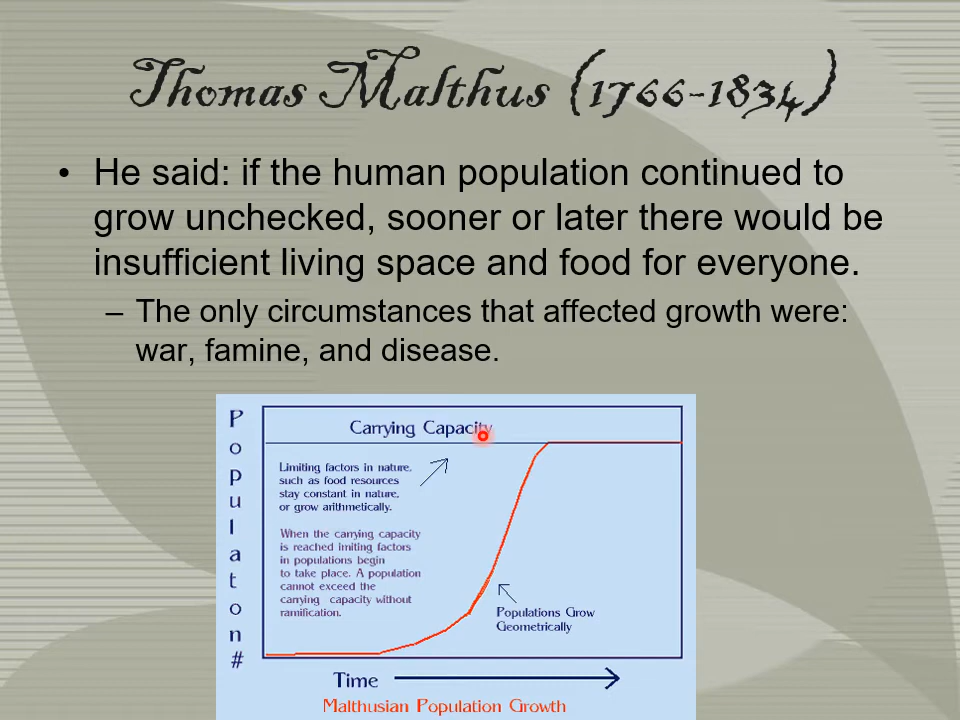 Thomas Malthus (1766-1834)
• He said: if the human population continued to
grow unchecked, sooner or later there would be
insufficient living space and food for everyone.
– The only circumstances that affected growth were:
war, famine, and disease.
Populaton#
Carrying Capacity
Limiting factors in nature,
such as food resources
stay constant in nature,
or grow arithmetically.
When the carrying capacity
is reached imiting factors
in populations begin
to take place. A population
cannot exceed the
carrying capacity without
ramification.
Populations Grow
Geometrically
Time
Malthusian Population Growth